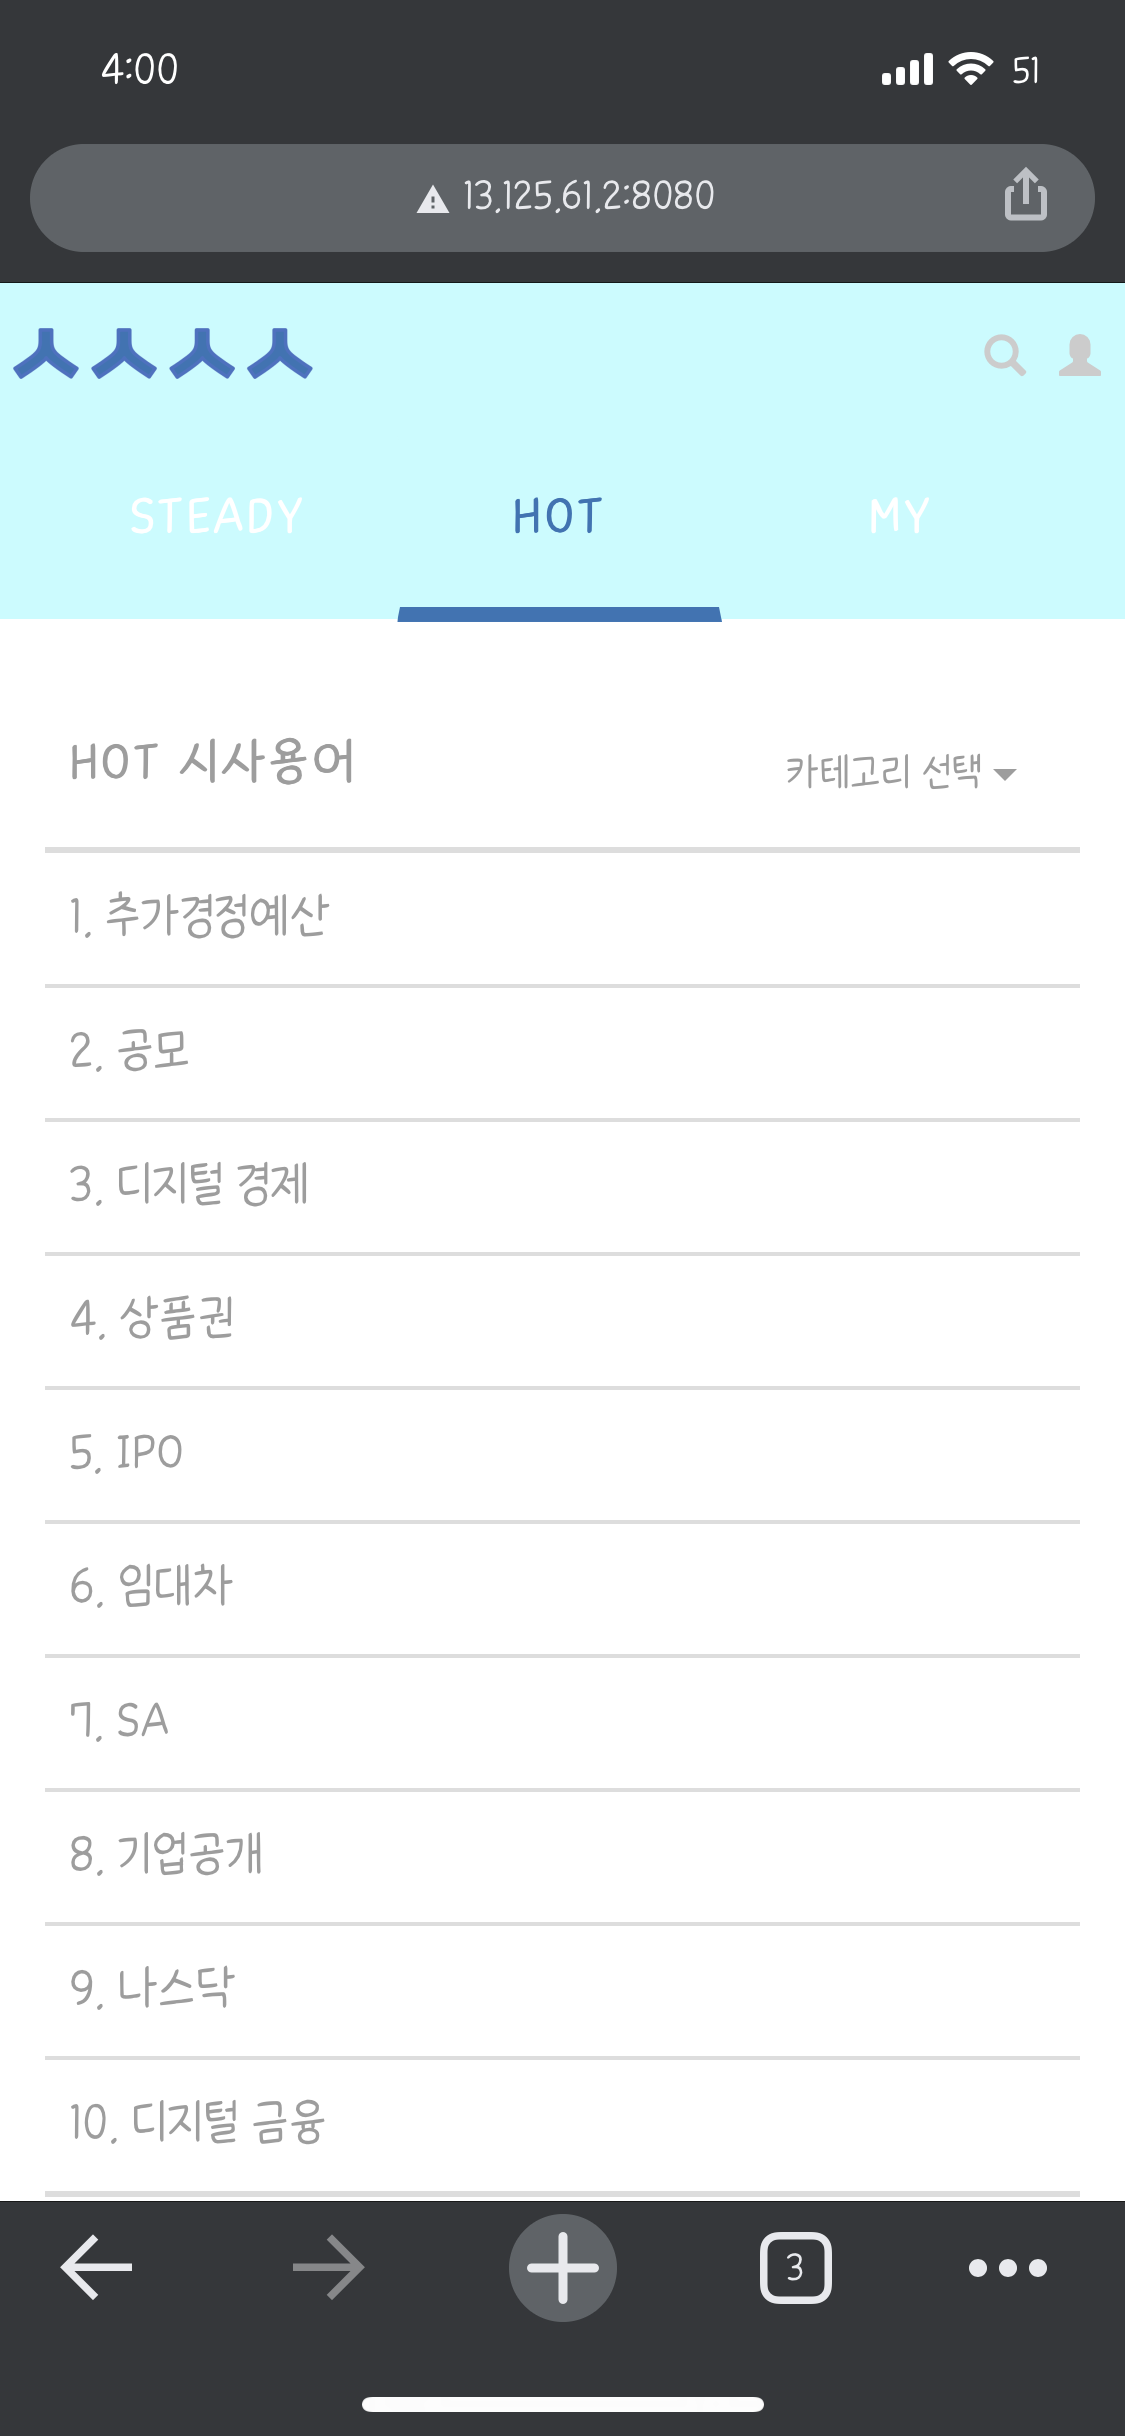 4:00
51
13.125.61.2:8080
ㅅㅅㅅㅅ
STEADY
HOT
MY
HOT 시사용어
카테고리 선택
1. 추가경정예산
2. 공모
3. 디지털 경제
4. 상품권
5. IPO
6. 임대차
7. SA
8. 기업공개
9. 나스닥
10. 디지털 금융
3